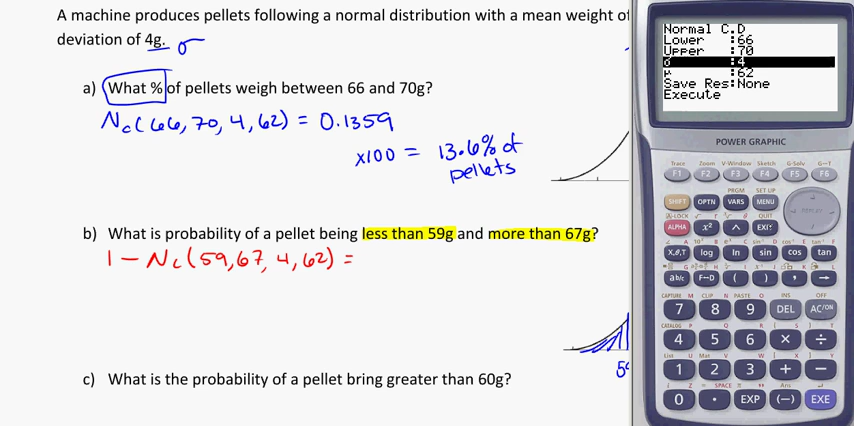 A machine produces pellets following a normal distribution with a mean weight of
deviation of 4g. σ
a) What % of pellets weigh between 66 and 70g?
Nc(66, 70, 4, 62) = 0.1359
x100 = 13.6% of
pellets
b) What is probability of a pellet being less than 59g and more than 67g?
1 - Nc(59, 67, 4, 62) =
59
c) What is the probability of a pellet bring greater than 60g?
Normal C.D
Lower :66
Upper :70
σ :4
μ :62
Save Res:None
Execute
POWER GRAPHIC
Trace Zoom V-Window Sketch G-Solv G↔T
F1 F2 F3 F4 F5 F6
PRGM SET UP
SHIFT OPTN VARS MENU
REPLAY
A-LOCK QUIT
ALPHA x² ^ EXIT
X,θ,T log ln sin cos tan
ab/c F↔D ( ) , →
CAPTURE M CLIP N PASTE O INS OFF
7 8 9 DEL AC/ON
CATALOG P Q R S T
4 5 6 × ÷
List U Mat V W X Y
1 2 3 + −
Z SPACE Ans
0 . EXP (−) EXE